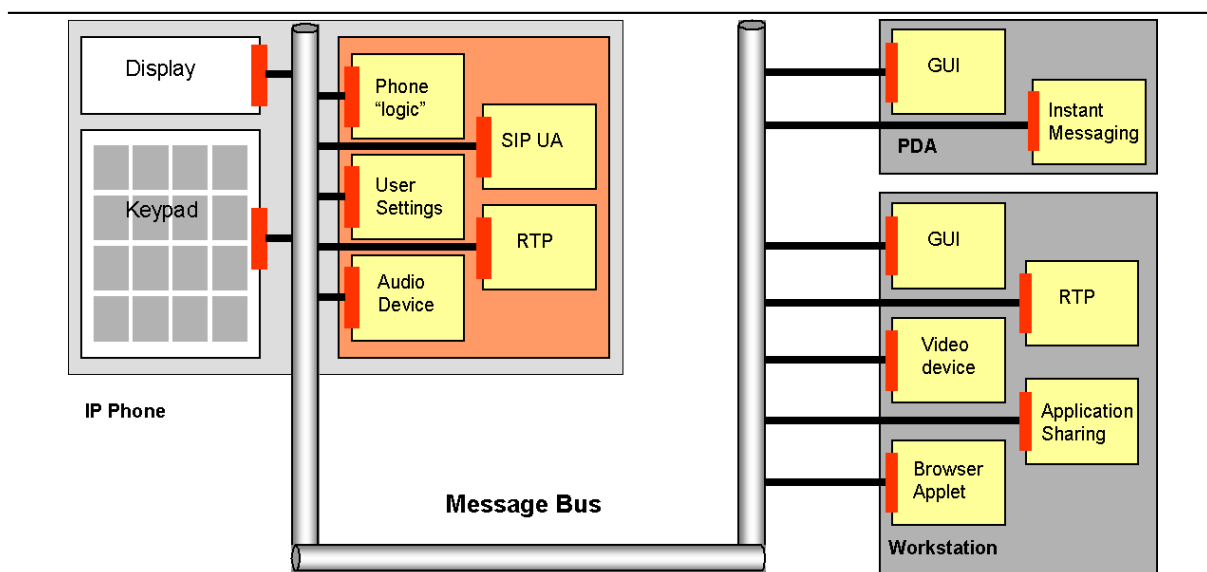 Display
Keypad
Phone
“logic”
SIP UA
User
Settings
RTP
Audio
Device
IP Phone
Message Bus
GUI
Instant
Messaging
PDA
GUI
RTP
Video
device
Application
Sharing
Browser
Applet
Workstation